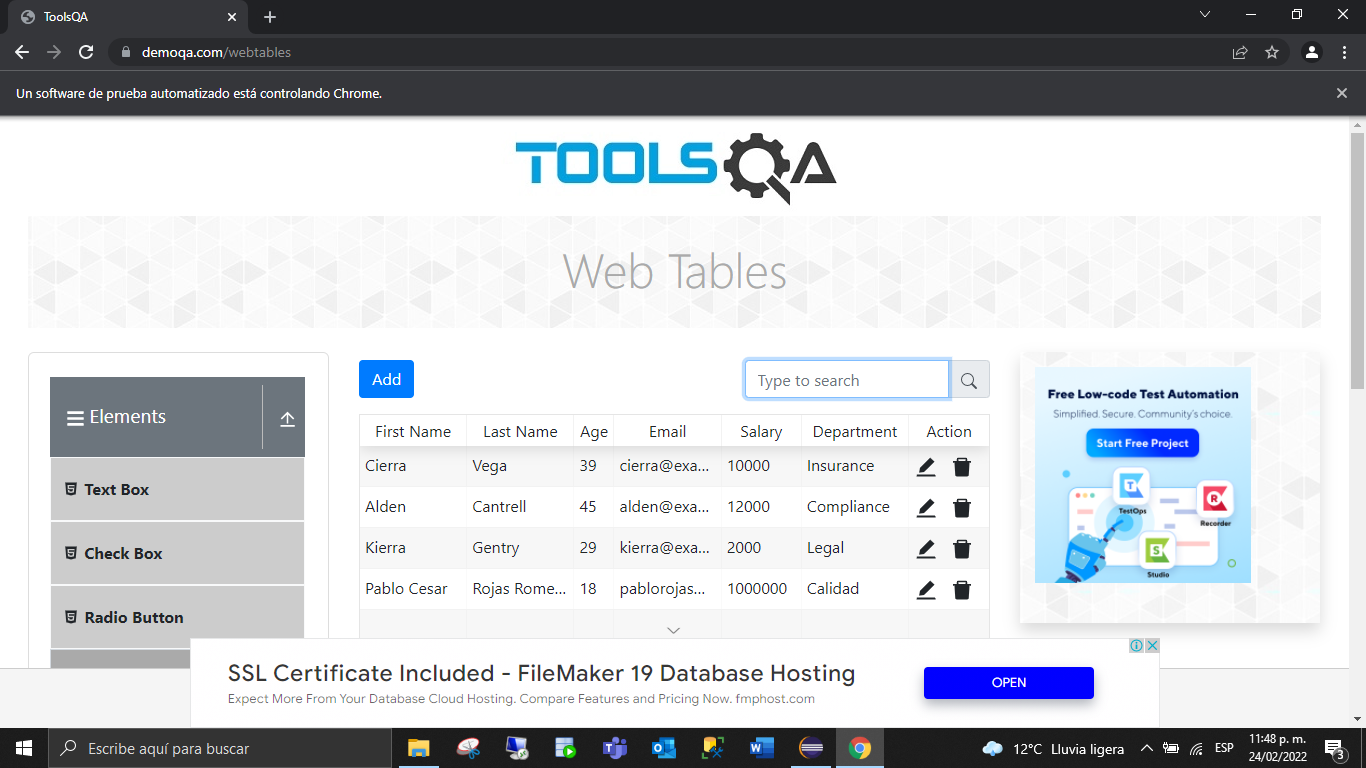 ToolsQA
demoqa.com/webtables
Un software de prueba automatizado está controlando Chrome.
TOOLSQA
Web Tables
Elements
Text Box
Check Box
Radio Button
Add
Type to search
First Name Last Name Age Email Salary Department Action
Cierra Vega 39 cierra@exa... 10000 Insurance
Alden Cantrell 45 alden@exa... 12000 Compliance
Kierra Gentry 29 kierra@exa... 2000 Legal
Pablo Cesar Rojas Rome... 18 pablorojas... 1000000 Calidad
Free Low-code Test Automation
Simplified. Secure. Community's choice.
Start Free Project
TestOps
Recorder
Studio
SSL Certificate Included - FileMaker 19 Database Hosting
Expect More From Your Database Cloud Hosting. Compare Features and Pricing Now. fmphost.com
OPEN
Escribe aquí para buscar
12°C Lluvia ligera
ESP
11:48 p. m.
24/02/2022
3